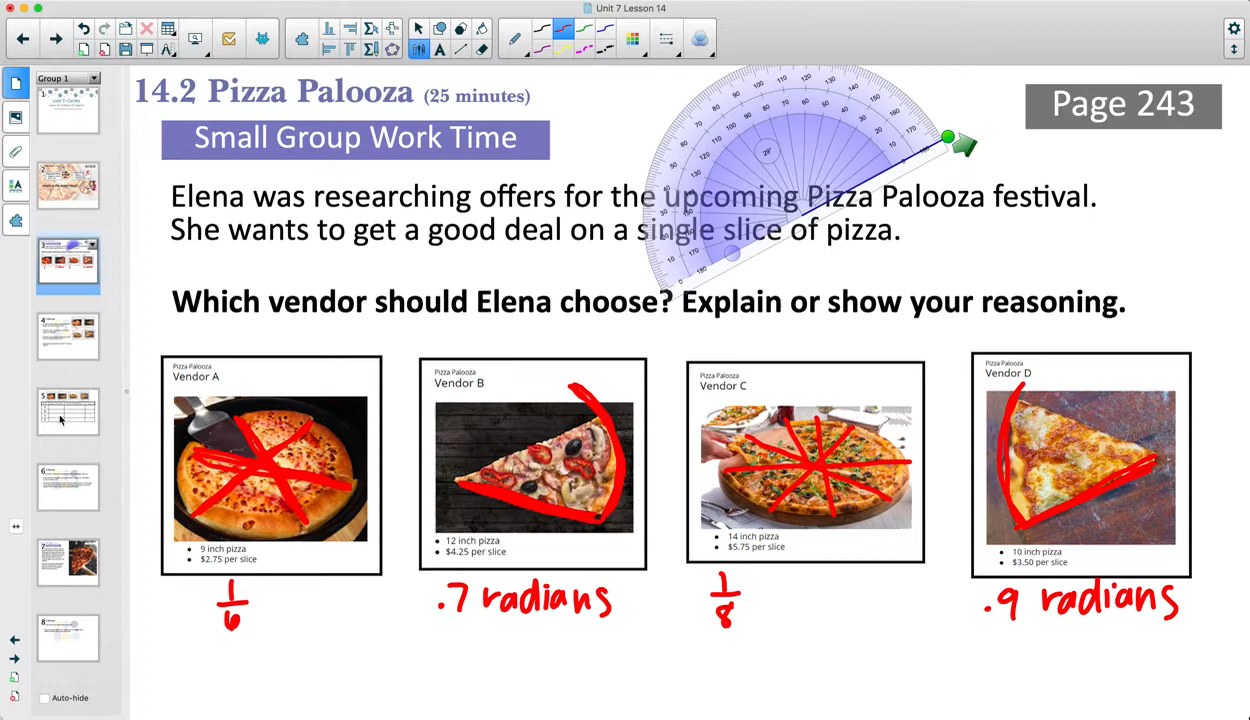 Unit 7 Lesson 14
Group 1
14.2 Pizza Palooza (25 minutes)
Page 243
Small Group Work Time
Elena was researching offers for the upcoming Pizza Palooza festival.
She wants to get a good deal on a single slice of pizza.
Which vendor should Elena choose? Explain or show your reasoning.
Pizza Palooza
Vendor A
• 9 inch pizza
• $2.75 per slice
1/6
Pizza Palooza
Vendor B
• 12 inch pizza
• $4.25 per slice
.7 radians
Pizza Palooza
Vendor C
• 14 inch pizza
• $5.75 per slice
1/8
Pizza Palooza
Vendor D
• 10 inch pizza
• $3.50 per slice
.9 radians
Auto-hide